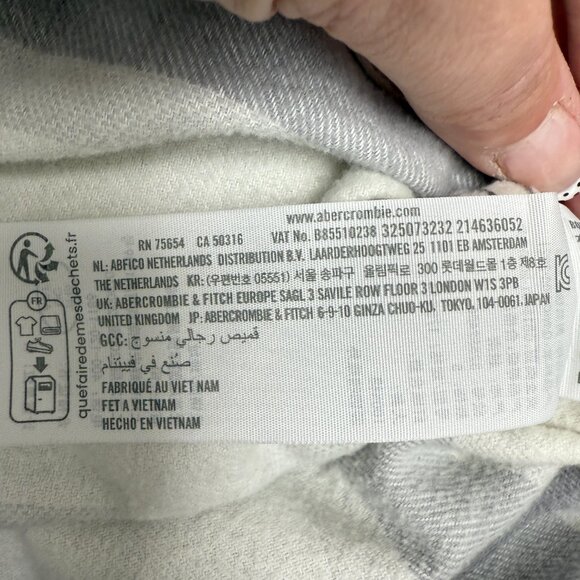 www.abercrombie.com
RN 75654 CA 50316 VAT No. B85510238 325073232 214636052
NL: ABFICO NETHERLANDS DISTRIBUTION B.V. LAARDERHOOGTWEG 25 1101 EB AMSTERDAM
THE NETHERLANDS KR: (우편번호 05551) 서울 송파구 올림픽로 300 롯데월드몰 1층 제8호
UK: ABERCROMBIE & FITCH EUROPE SAGL 3 SAVILE ROW FLOOR 3 LONDON W1S 3PB
UNITED KINGDOM JP: ABERCROMBIE & FITCH 6-9-10 GINZA CHUO-KU, TOKYO, 104-0061, JAPAN
GCC: قميص رجالي منسوج
صُنع في فييتنام
FABRIQUÉ AU VIET NAM
FET A VIETNAM
HECHO EN VIETNAM
quefairedemesdechets.fr
FR